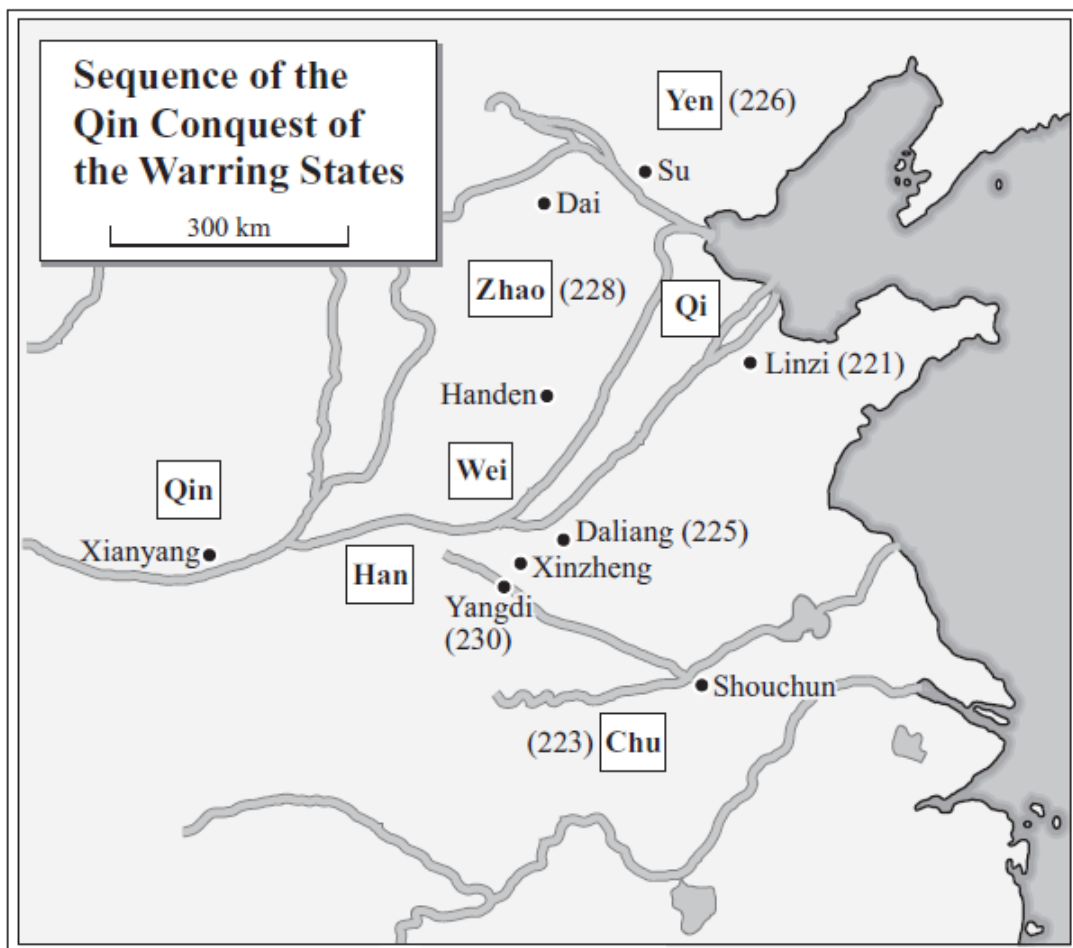 Sequence of the
Qin Conquest of
the Warring States
300 km
Yen (226)
Su
Dai
Zhao (228)
Qi
Linzi (221)
Handen
Wei
Qin
Daliang (225)
Xianyang
Xinzheng
Han
Yangdi
(230)
Shouchun
(223) Chu